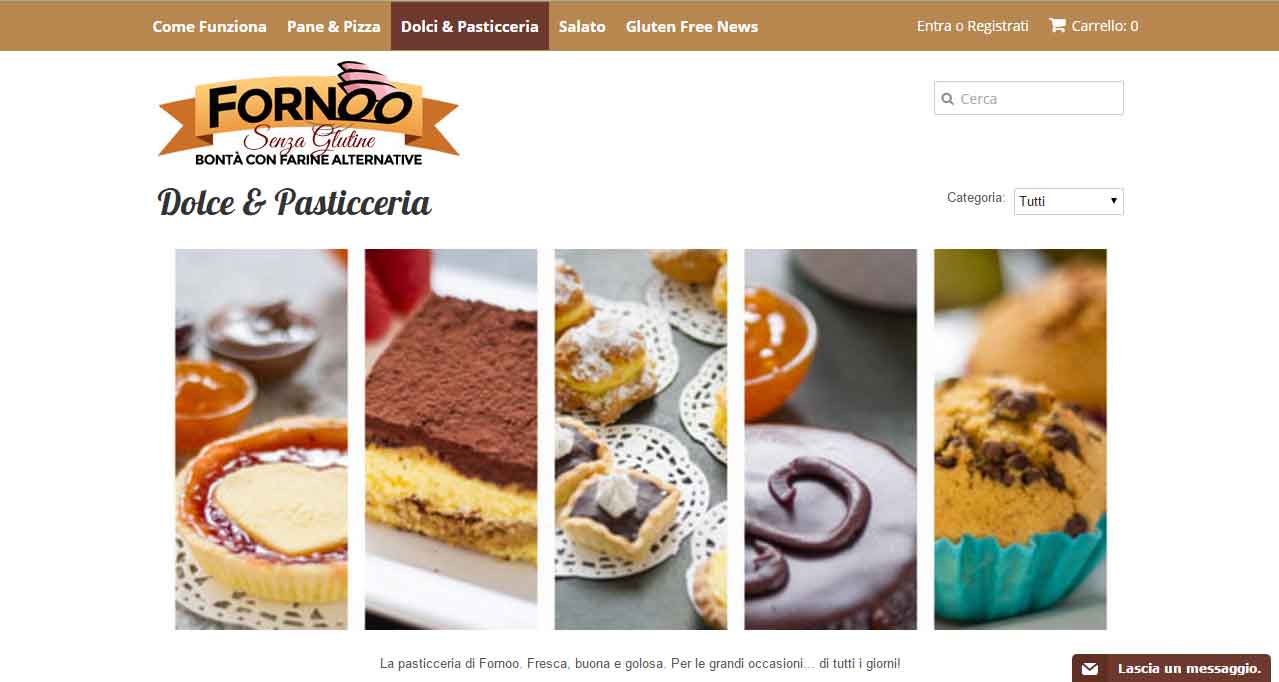 Come Funziona Pane & Pizza Dolci & Pasticceria Salato Gluten Free News Entra o Registrati Carrello: 0
FORNOO
Senza Glutine
BONTÀ CON FARINE ALTERNATIVE
Cerca
Dolce & Pasticceria
Categoria: Tutti
La pasticceria di Fornoo. Fresca, buona e golosa. Per le grandi occasioni... di tutti i giorni!
Lascia un messaggio.